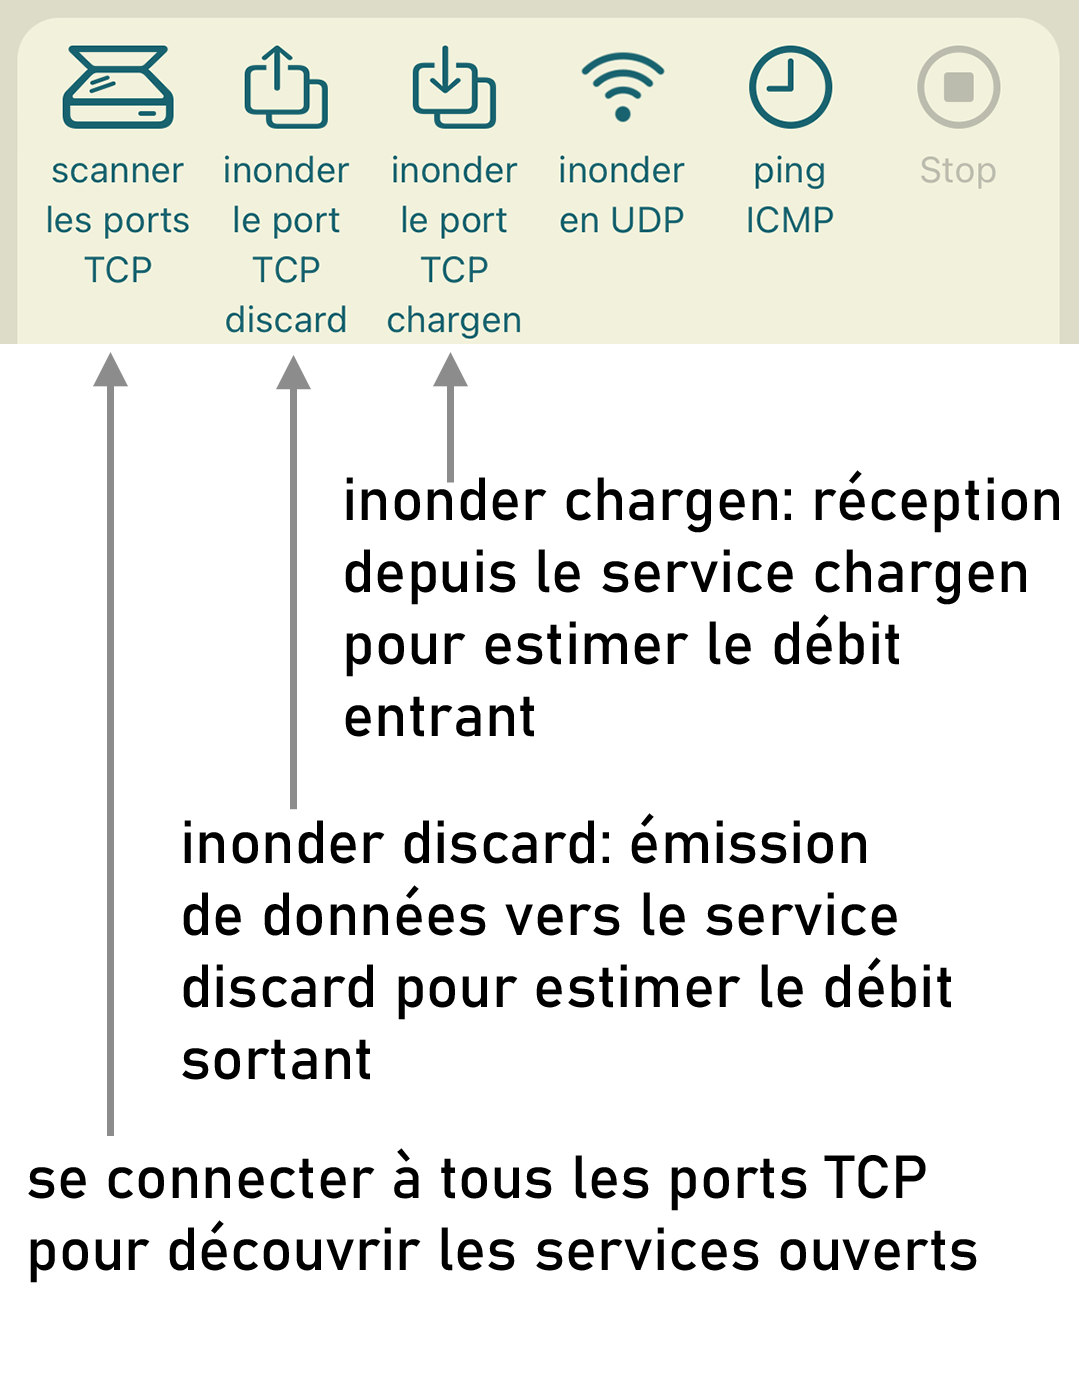 scanner
les ports
TCP
inonder
le port
TCP
discard
inonder
le port
TCP
chargen
inonder
en UDP
ping
ICMP
Stop
inonder chargen: réception
depuis le service chargen
pour estimer le débit
entrant
inonder discard: émission
de données vers le service
discard pour estimer le débit
sortant
se connecter à tous les ports TCP
pour découvrir les services ouverts